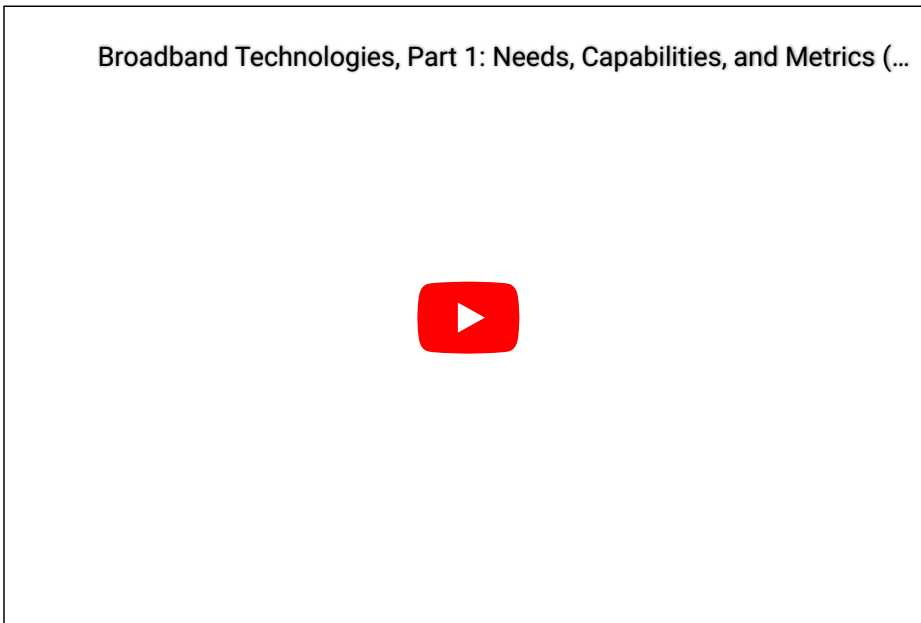 Broadband Technologies, Part 1: Needs, Capabilities, and Metrics (…